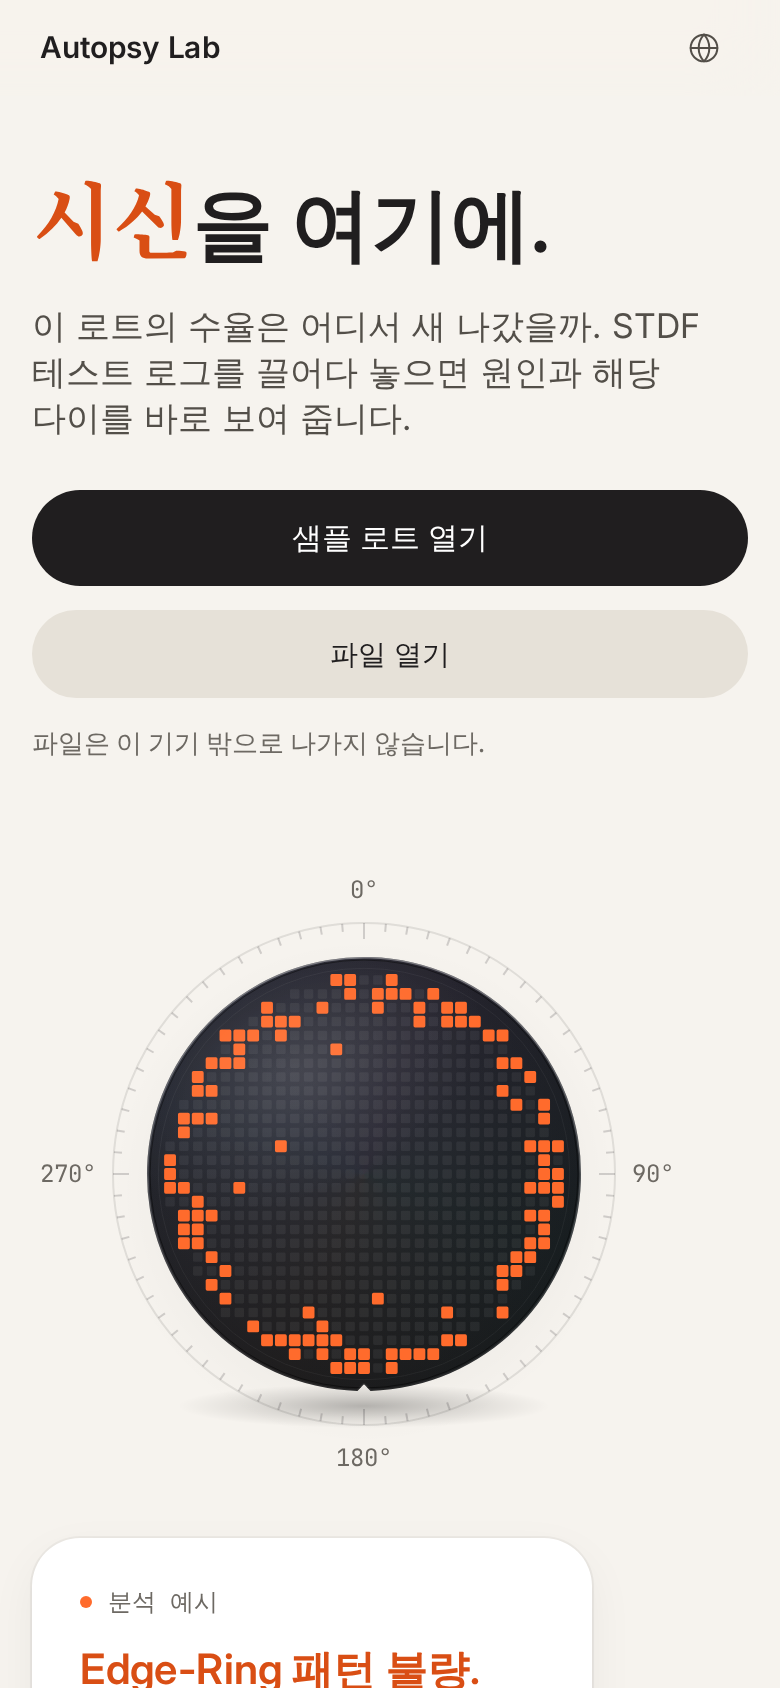 Autopsy Lab
시신을 여기에.
이 로트의 수율은 어디서 새 나갔을까. STDF
테스트 로그를 끌어다 놓으면 원인과 해당
다이를 바로 보여 줍니다.
샘플 로트 열기
파일 열기
파일은 이 기기 밖으로 나가지 않습니다.
0°
270°
90°
180°
분석 예시
Edge-Ring 패턴 불량.